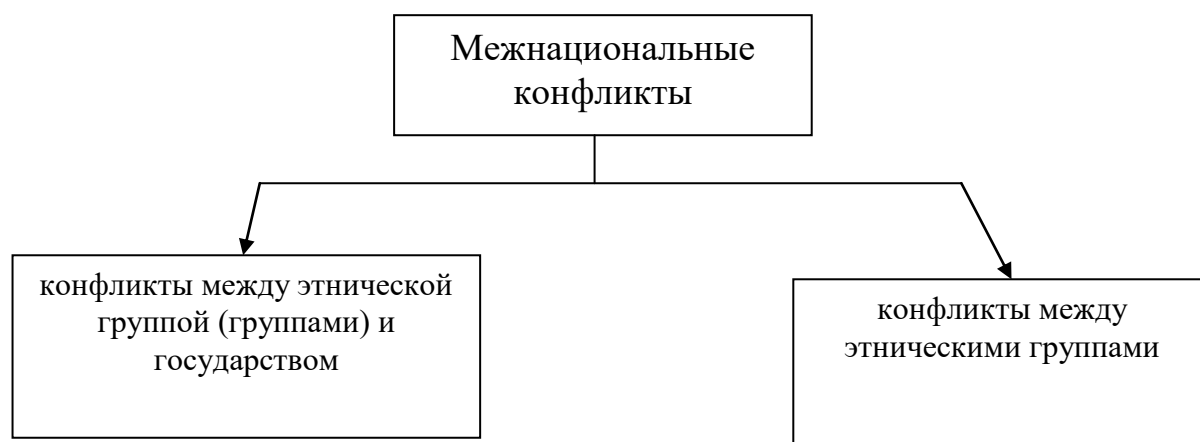 Межнациональные
конфликты
конфликты между этнической
группой (группами) и
государством
конфликты между
этническими группами